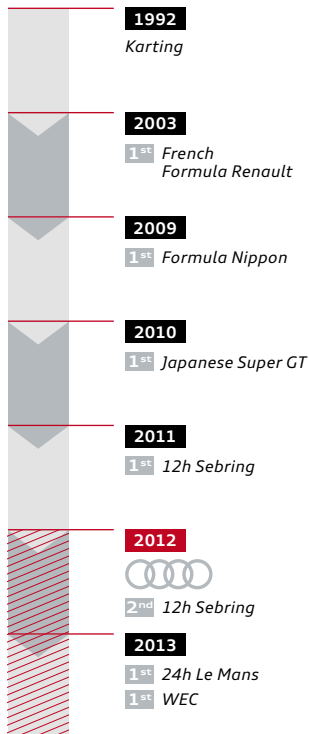 1992
Karting
2003
1st French
Formula Renault
2009
1st Formula Nippon
2010
1st Japanese Super GT
2011
1st 12h Sebring
2012
2nd 12h Sebring
2013
1st 24h Le Mans
1st WEC